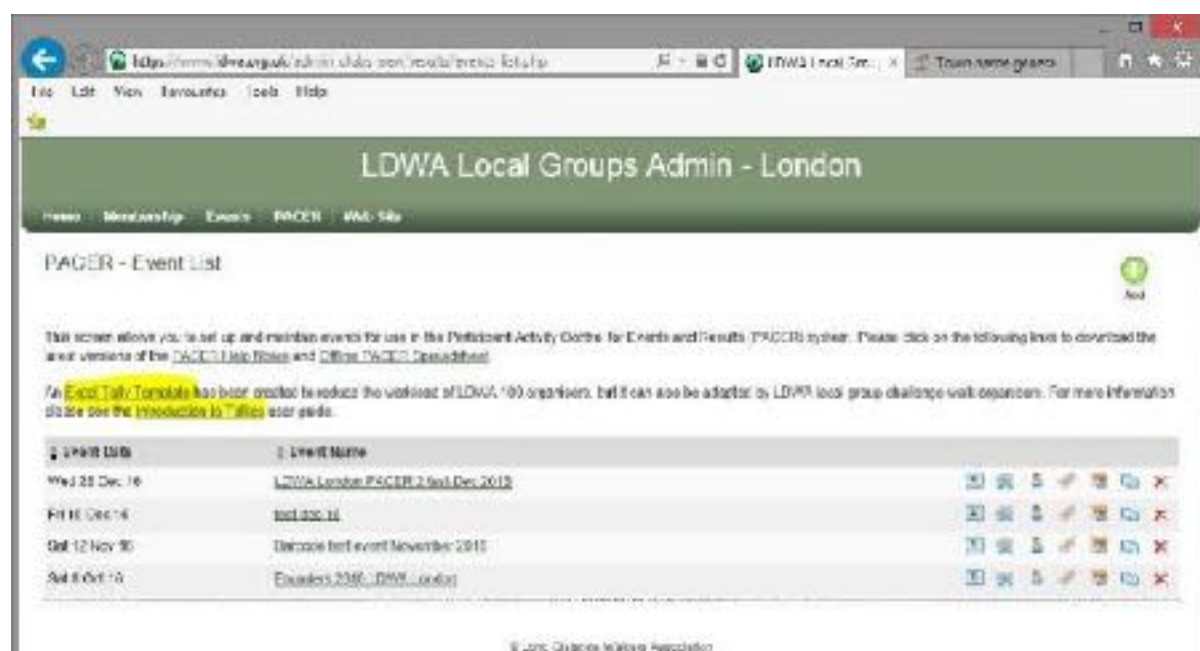 LDWA Local Groups Admin - London
Home Membership Events PACER Web Site
PACER - Event List
Add
This screen allows you to set up and maintain events for use in the Participant Activity Centre for Events and Results (PACER) system. Please click on the following links to download the
latest versions of the PACER Help Notes and Offline PACER Spreadsheet.
An Excel Tally Template has been created to reduce the workload of LDWA 100 organisers, but it can also be adapted by LDWA local group challenge walk organisers. For more information
please see the Introduction to Tallies user guide.
Event Date Event Name
Wed 28 Dec 16 LDWA London PACER 2 test Dec 2016
Fri 16 Dec 16 test dec 16
Sat 12 Nov 16 Barcode test event November 2016
Sat 8 Oct 16 Founders 2016 LDWA London
© Long Distance Walkers Association